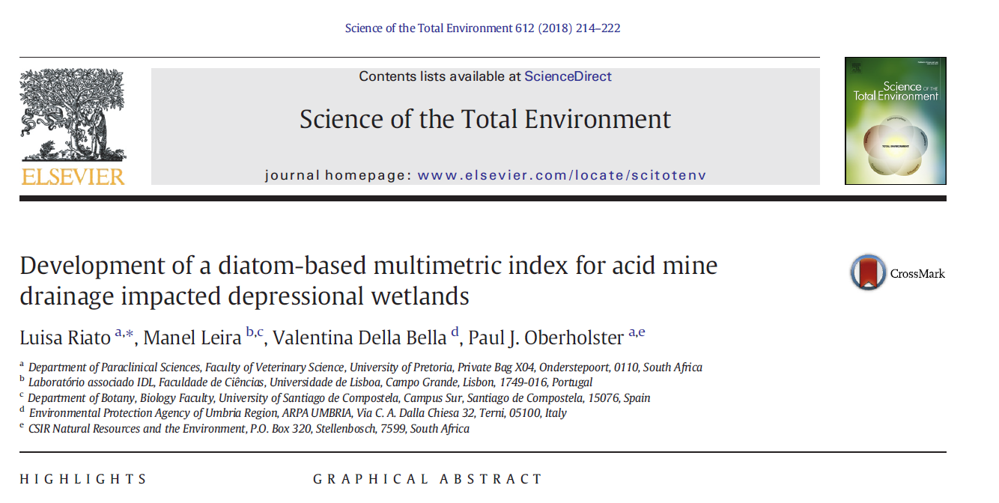 Science of the Total Environment 612 (2018) 214–222
Contents lists available at ScienceDirect
Science of the Total Environment
journal homepage: www.elsevier.com/locate/scitotenv
ELSEVIER
Science OF THE
Total Environment
TOTAL ENVIRONMENT
Development of a diatom-based multimetric index for acid mine
drainage impacted depressional wetlands
CrossMark
Luisa Riato a,*, Manel Leira b,c, Valentina Della Bella d, Paul J. Oberholster a,e
a Department of Paraclinical Sciences, Faculty of Veterinary Science, University of Pretoria, Private Bag X04, Onderstepoort, 0110, South Africa
b Laboratório associado IDL, Faculdade de Ciências, Universidade de Lisboa, Campo Grande, Lisbon, 1749-016, Portugal
c Department of Botany, Biology Faculty, University of Santiago de Compostela, Campus Sur, Santiago de Compostela, 15076, Spain
d Environmental Protection Agency of Umbria Region, ARPA UMBRIA, Via C. A. Dalla Chiesa 32, Terni, 05100, Italy
e CSIR Natural Resources and the Environment, P.O. Box 320, Stellenbosch, 7599, South Africa
HIGHLIGHTS
GRAPHICAL ABSTRACT